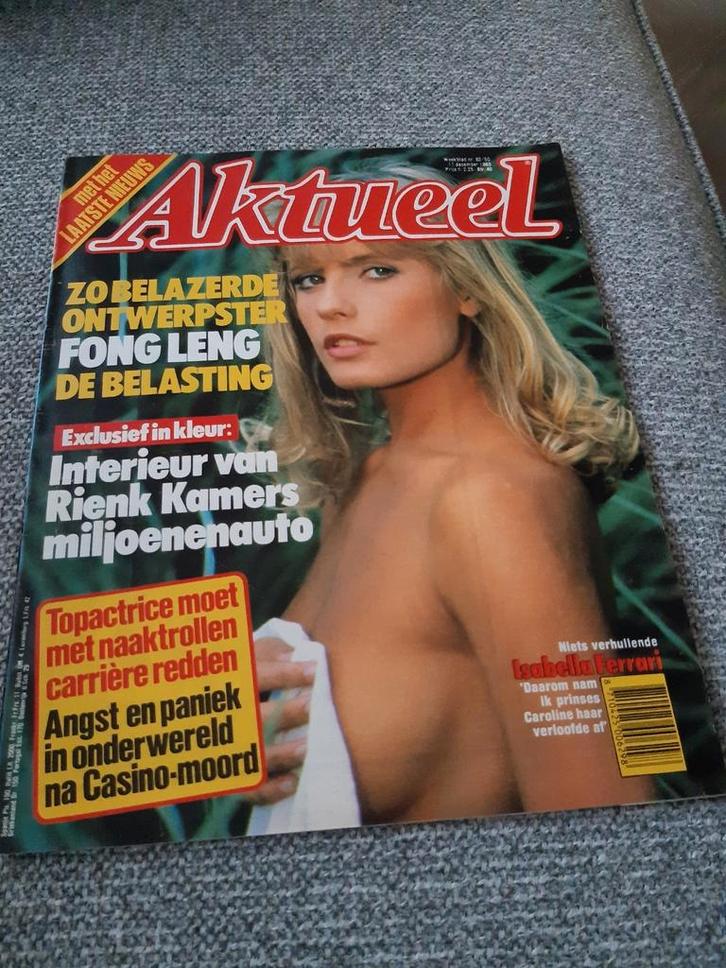 met het
LAATSTE NIEUWS
Aktueel
ZO BELAZERDE
ONTWERPSTER
FONG LENG
DE BELASTING
Exclusief in kleur:
Interieur van
Rienk Kamers
miljoenenauto
Topactrice moet
met naaktrollen
carrière redden
Angst en paniek
in onderwereld
na Casino-moord
Niets verhullende
Isabella Ferrari
'Daarom nam
ik prinses
Caroline haar
verloofde af'